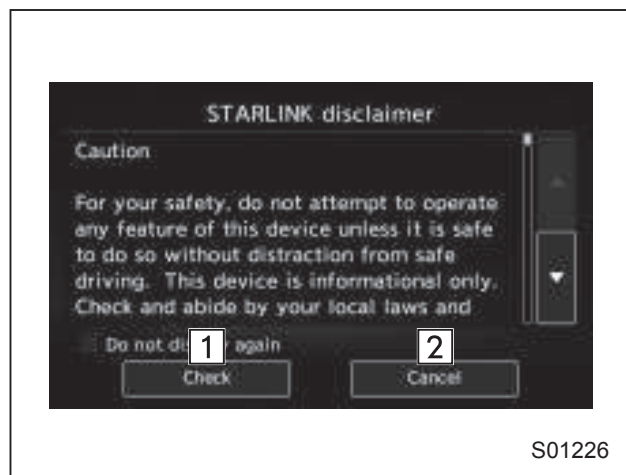 STARLINK disclaimer
Caution
For your safety, do not attempt to operate
any feature of this device unless it is safe
to do so without distraction from safe
driving. This device is informational only.
Check and abide by your local laws and
Do not again
1 2
Check Cancel
S01226